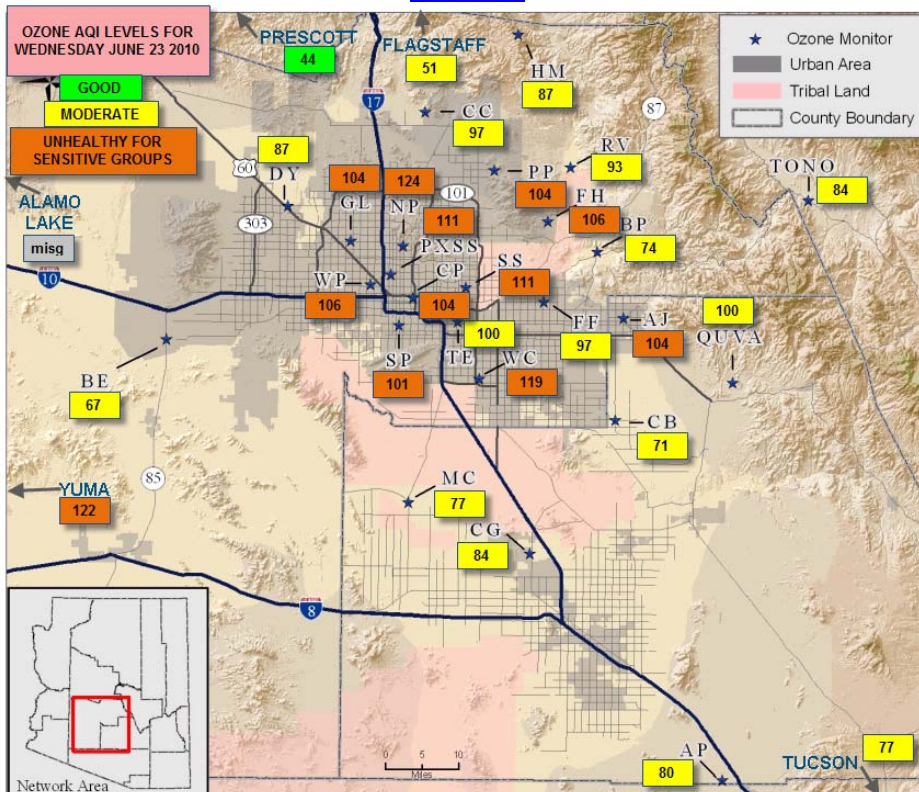 OZONE AQI LEVELS FOR
WEDNESDAY JUNE 23 2010
GOOD
MODERATE
UNHEALTHY FOR
SENSITIVE GROUPS
PRESCOTT
44
FLAGSTAFF
51
HM
87
Ozone Monitor
Urban Area
Tribal Land
County Boundary
17
87
CC
97
60
87
DY
104
124
101
PP
104
RV
93
TONO
84
ALAMO
LAKE
misg
303
GL
NP
111
FH
106
BP
74
PXSS
10
WP
106
CP
104
SS
111
100
SP
101
TE
100
FF
97
AJ
104
QUVA
BE
67
WC
119
CB
71
85
YUMA
122
MC
77
CG
84
8
0 5 10
Miles
AP
80
77
TUCSON
Network Area